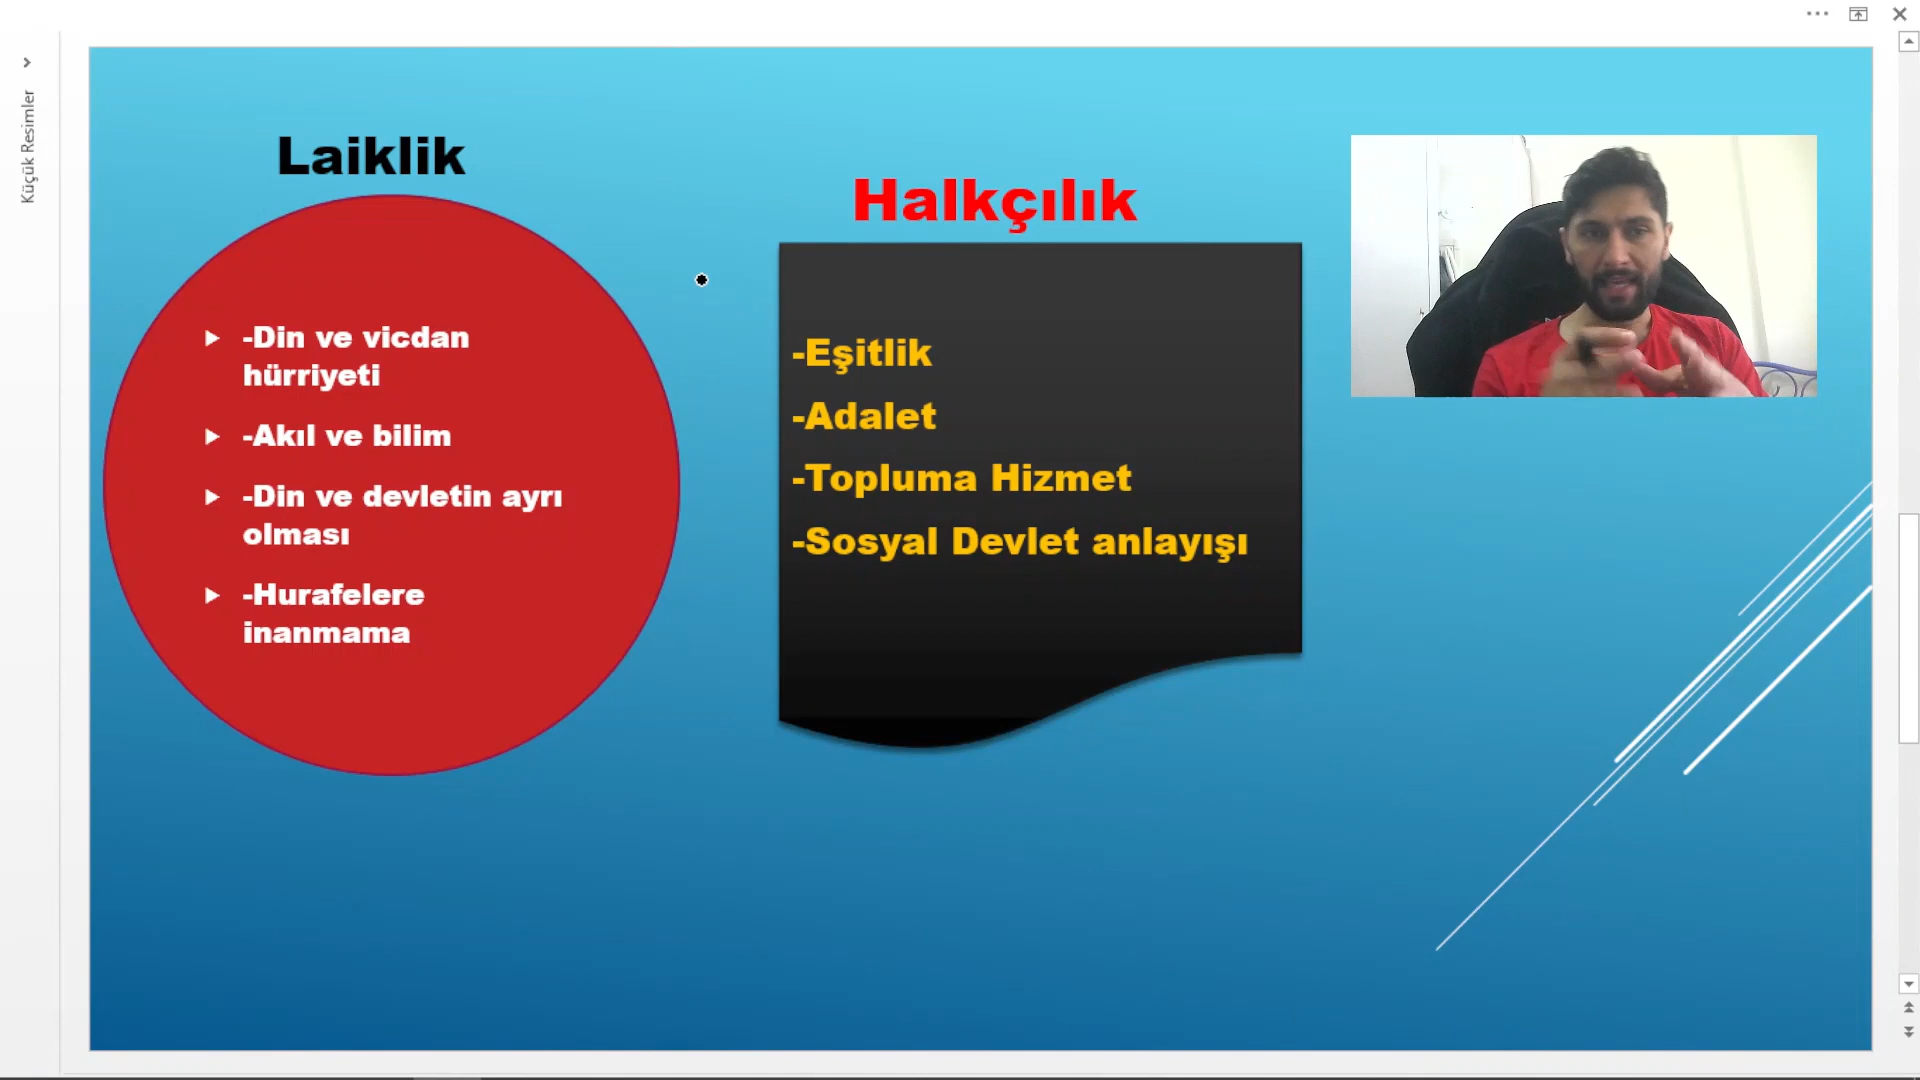 Küçük Resimler
Laiklik
-Din ve vicdan
hürriyeti
-Akıl ve bilim
-Din ve devletin ayrı
olması
-Hurafelere
inanmama
Halkçılık
-Eşitlik
-Adalet
-Topluma Hizmet
-Sosyal Devlet anlayışı